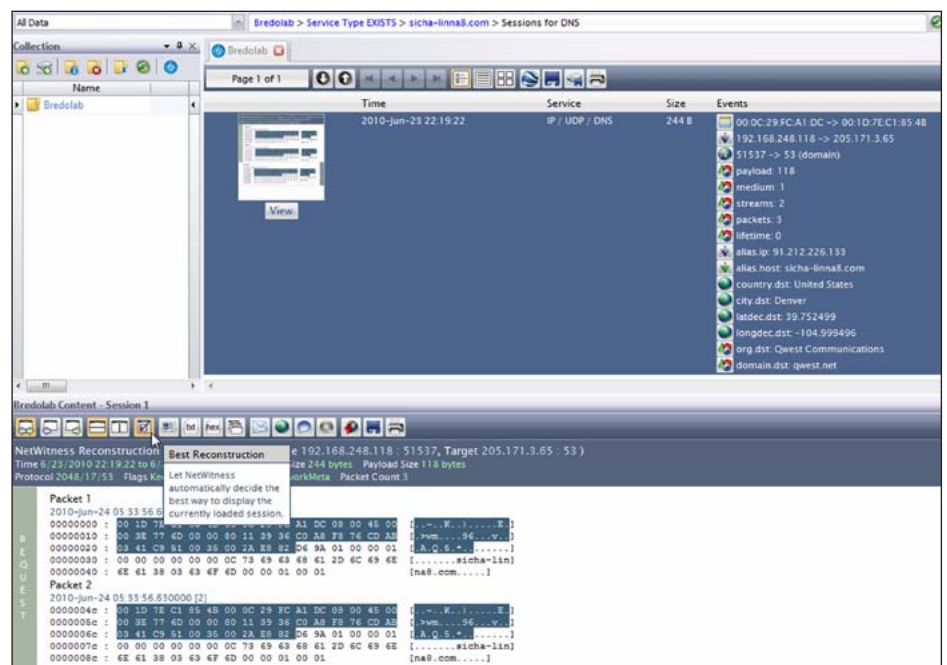 All Data
Bredolab > Service Type EXISTS > sicha-linna8.com > Sessions for DNS
Collection
Bredolab
Page 1 of 1
Name
Bredolab
Time Service Size Events
2010-Jun-23 22:19:22 IP / UDP / DNS 244 B
View
00:0C:29:FC:A1:DC -> 00:1D:7E:C1:85:4B
192.168.248.118 -> 205.171.3.65
51537 -> 53 (domain)
payload: 118
medium: 1
streams: 2
packets: 3
lifetime: 0
alias.ip: 91.212.226.133
alias.host: sicha-linna8.com
country.dst: United States
city.dst: Denver
latdec.dst: 39.752499
longdec.dst: -104.999496
org.dst: Qwest Communications
domain.dst: qwest.net
Bredolab Content - Session 1
txt hex
NetWitness Reconstruction e 192.168.248.118 : 51537, Target 205.171.3.65 : 53 )
Time 6/23/2010 22:19:22 to 6/ ize 244 bytes Payload Size 118 bytes
Protocol 2048/17/53 Flags Ke workMeta Packet Count 3
Best Reconstruction
Let NetWitness
automatically decide the
best way to display the
currently loaded session.
REQUEST
Packet 1
2010-Jun-24 05:33:56.6
00000000 : 00 1D 7E A1 DC 08 00 45 00
00000010 : 00 3E 77 6D 00 00 80 11 39 36 C0 A8 F8 76 CD AB [.>wm....96...v..]
00000020 : 03 41 C9 51 00 35 00 2A E8 82 D6 9A 01 00 00 01 [.A.Q.5.*........]
00000030 : 00 00 00 00 00 00 0C 73 69 63 68 61 2D 6C 69 6E [.......sicha-lin]
00000040 : 6E 61 38 03 63 6F 6D 00 00 01 00 01 [na8.com.....]
Packet 2
2010-Jun-24 05:33:56.630000 [2]
0000004e : 00 1D 7E C1 85 4B 00 0C 29 FC A1 DC 08 00 45 00 [..~..K..).....E.]
0000005e : 00 3E 77 6D 00 00 80 11 39 36 C0 A8 F8 76 CD AB [.>wm....96...v..]
0000006e : 03 41 C9 51 00 35 00 2A E8 82 D6 9A 01 00 00 01 [.A.Q.5.*........]
0000007e : 00 00 00 00 00 00 0C 73 69 63 68 61 2D 6C 69 6E [.......sicha-lin]
0000008e : 6E 61 38 03 63 6F 6D 00 00 01 00 01 [na8.com.....]